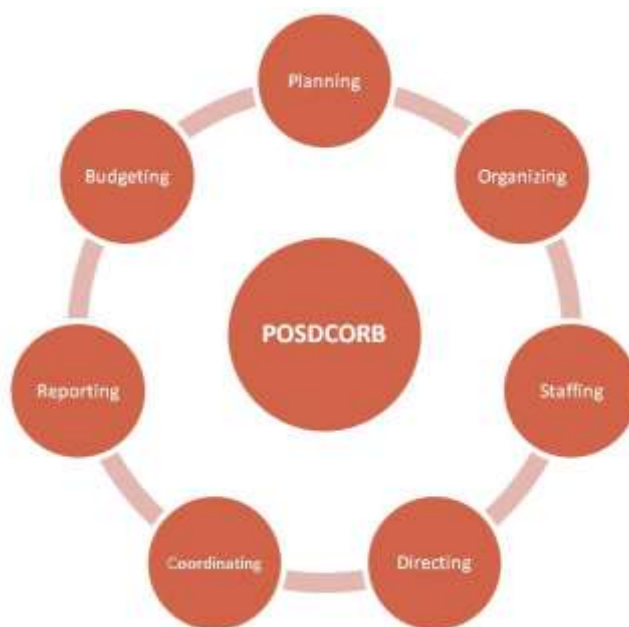 Planning
Organizing
Staffing
Directing
Coordinating
Reporting
Budgeting
POSDCORB